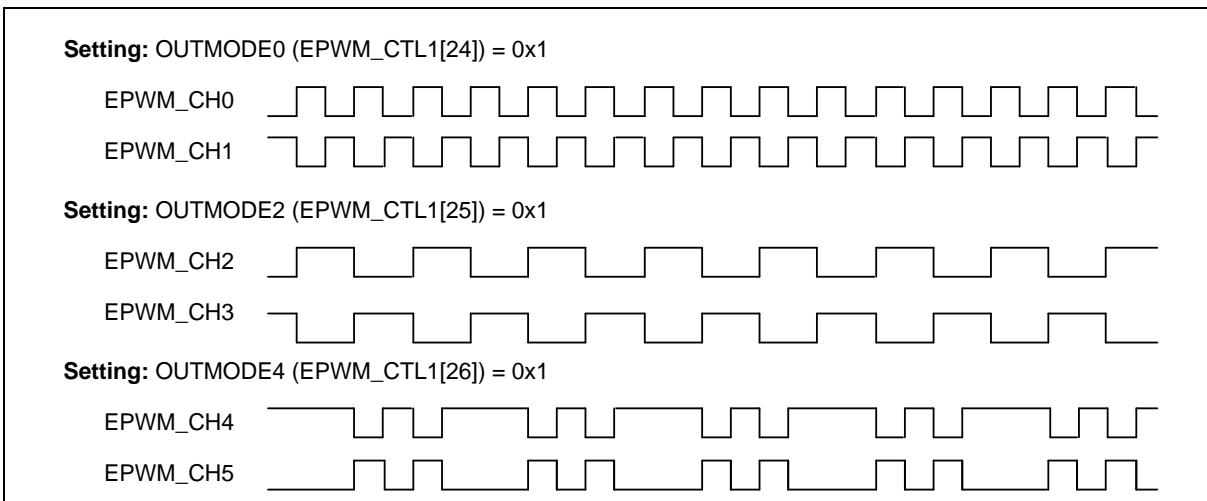 Setting: OUTMODE0 (EPWM_CTL1[24]) = 0x1
EPWM_CH0
EPWM_CH1
Setting: OUTMODE2 (EPWM_CTL1[25]) = 0x1
EPWM_CH2
EPWM_CH3
Setting: OUTMODE4 (EPWM_CTL1[26]) = 0x1
EPWM_CH4
EPWM_CH5